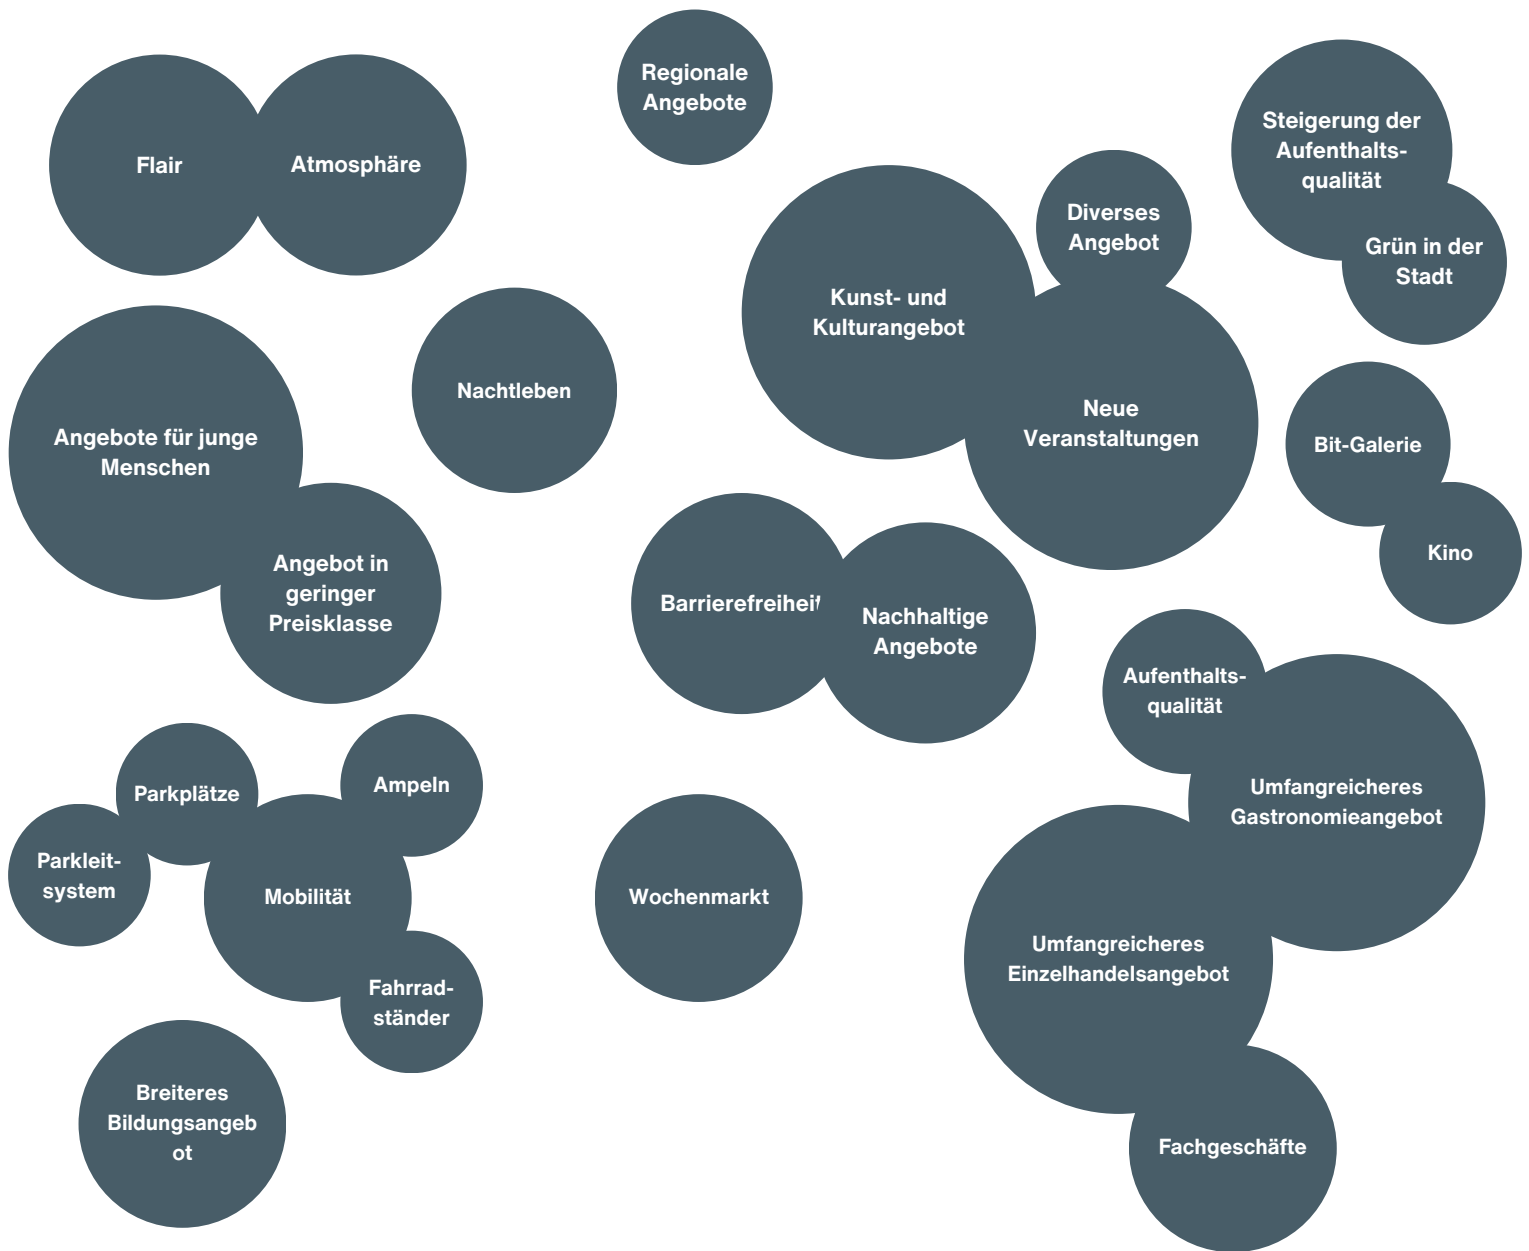 Flair
Atmosphäre
Regionale
Angebote
Steigerung der
Aufenthalts-
qualität
Grün in der
Stadt
Diverses
Angebot
Kunst- und
Kulturangebot
Neue
Veranstaltungen
Nachtleben
Angebote für junge
Menschen
Angebot in
geringer
Preisklasse
Bit-Galerie
Kino
Barrierefreiheit
Nachhaltige
Angebote
Aufenthalts-
qualität
Umfangreicheres
Gastronomieangebot
Parkplätze
Ampeln
Parkleit-
system
Mobilität
Fahrrad-
ständer
Wochenmarkt
Umfangreicheres
Einzelhandelsangebot
Breiteres
Bildungsangeb
ot
Fachgeschäfte